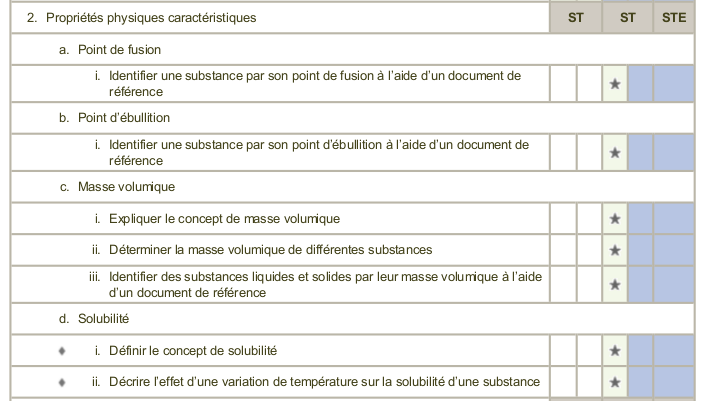 2. Propriétés physiques caractéristiques ST ST STE
a. Point de fusion
i. Identifier une substance par son point de fusion à l'aide d'un document de
référence ★
b. Point d'ébullition
i. Identifier une substance par son point d'ébullition à l'aide d'un document de
référence ★
c. Masse volumique
i. Expliquer le concept de masse volumique ★
ii. Déterminer la masse volumique de différentes substances ★
iii. Identifier des substances liquides et solides par leur masse volumique à l'aide
d'un document de référence ★
d. Solubilité
♦ i. Définir le concept de solubilité ★
♦ ii. Décrire l'effet d'une variation de température sur la solubilité d'une substance ★